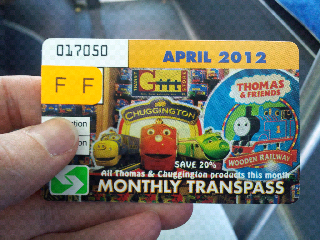 017050
APRIL 2012
F F
CHUGGINGTON
THOMAS
& FRIENDS
WOODEN RAILWAY
SAVE 20%
All Thomas & Chuggington products this month
MONTHLY TRANSPASS